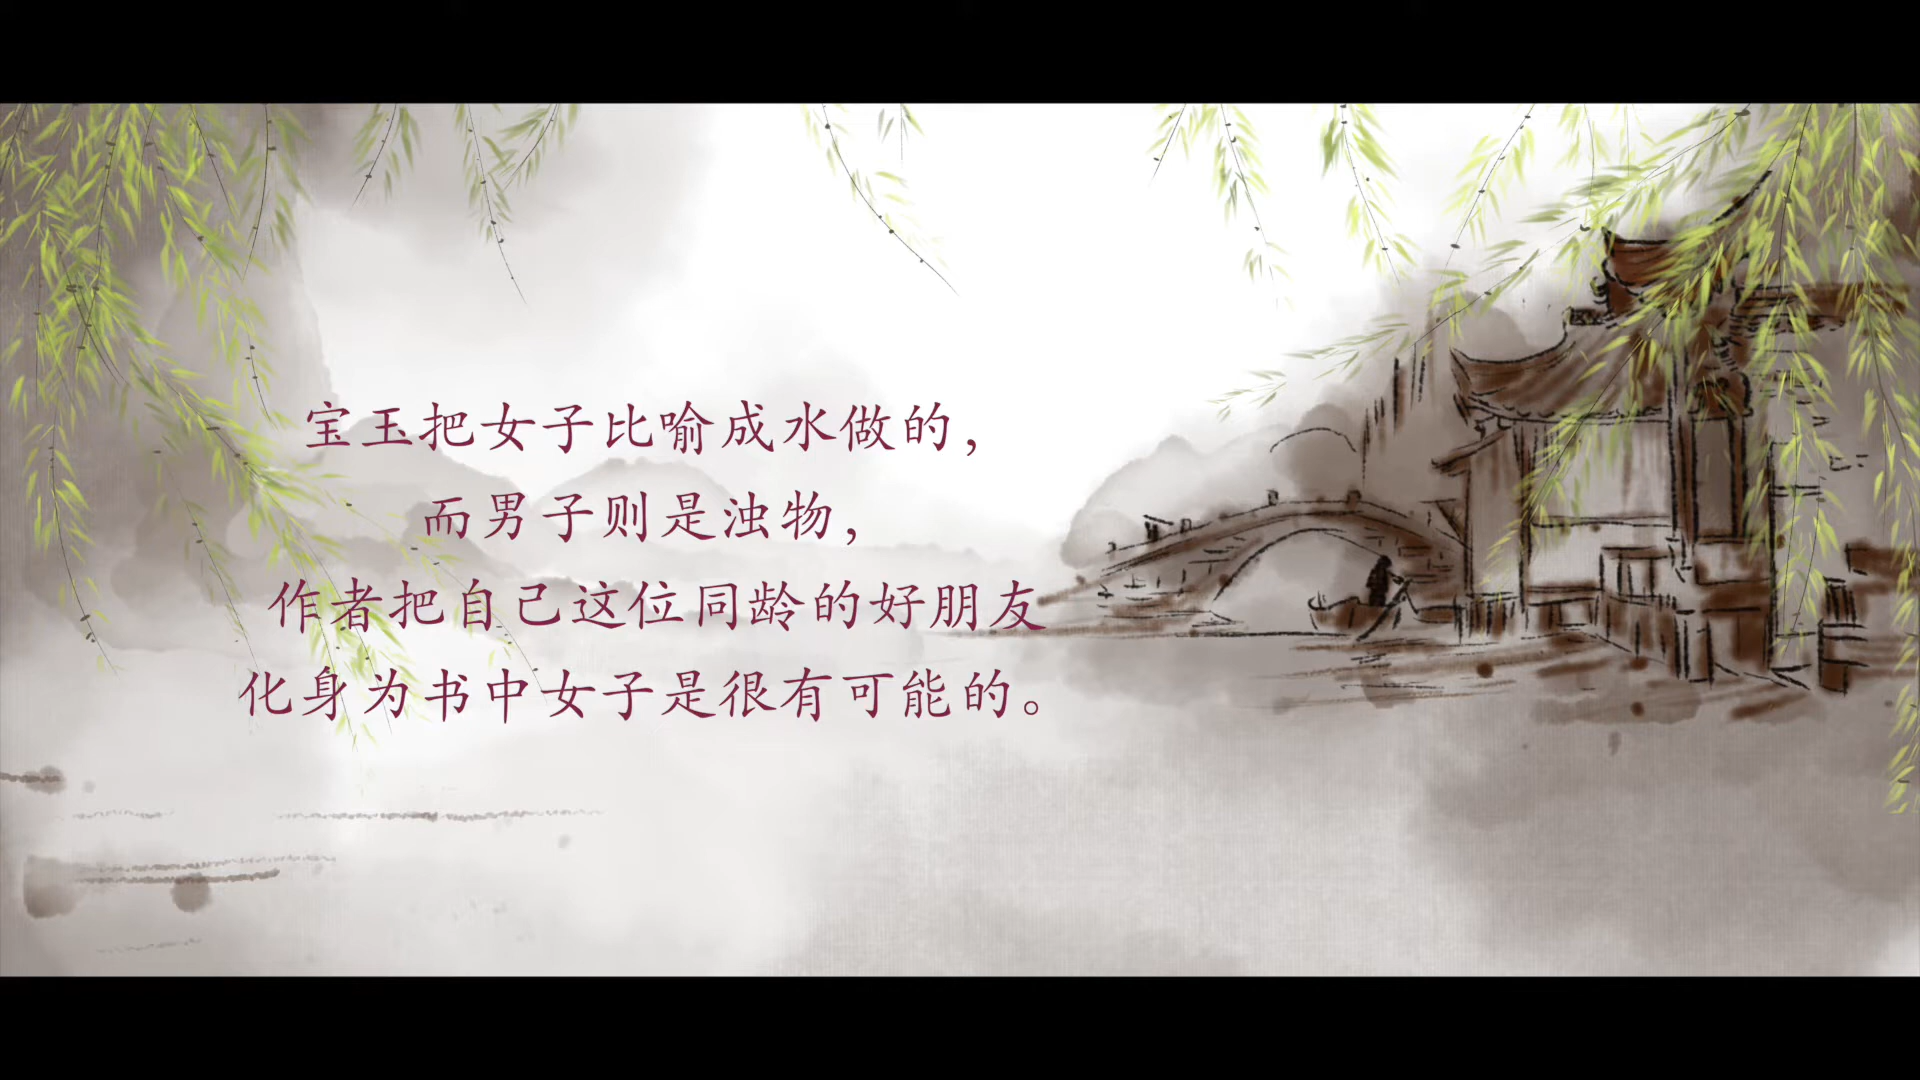 宝玉把女子比喻成水做的，
而男子则是浊物，
作者把自己这位同龄的好朋友
化身为书中女子是很有可能的。